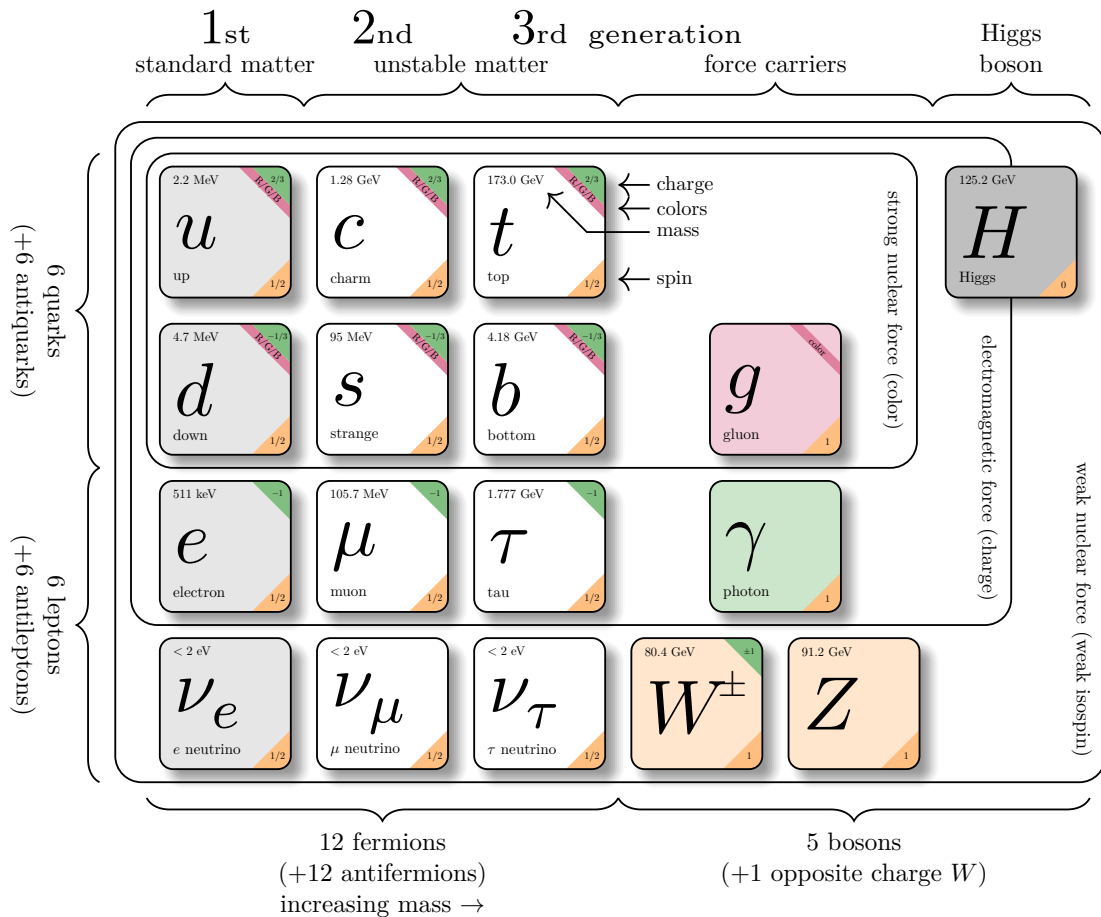 1st 2nd 3rd generation
standard matter unstable matter force carriers
Higgs
boson
6 quarks
(+6 antiquarks)
6 leptons
(+6 antileptons)
2.2 MeV
2/3
R/G/B
u
up
1/2
1.28 GeV
2/3
R/G/B
c
charm
1/2
173.0 GeV
2/3
R/G/B
t
top
1/2
charge
colors
mass
spin
125.2 GeV
H
Higgs
0
4.7 MeV
−1/3
R/G/B
d
down
1/2
95 MeV
−1/3
R/G/B
s
strange
1/2
4.18 GeV
−1/3
R/G/B
b
bottom
1/2
color
g
gluon
1
strong nuclear force (color)
electromagnetic force (charge)
weak nuclear force (weak isospin)
511 keV
−1
e
electron
1/2
105.7 MeV
−1
μ
muon
1/2
1.777 GeV
−1
τ
tau
1/2
γ
photon
1
< 2 eV
νe
e neutrino
1/2
< 2 eV
νμ
μ neutrino
1/2
< 2 eV
ντ
τ neutrino
1/2
80.4 GeV
±1
W±
1
91.2 GeV
Z
1
12 fermions
(+12 antifermions)
increasing mass →
5 bosons
(+1 opposite charge W)